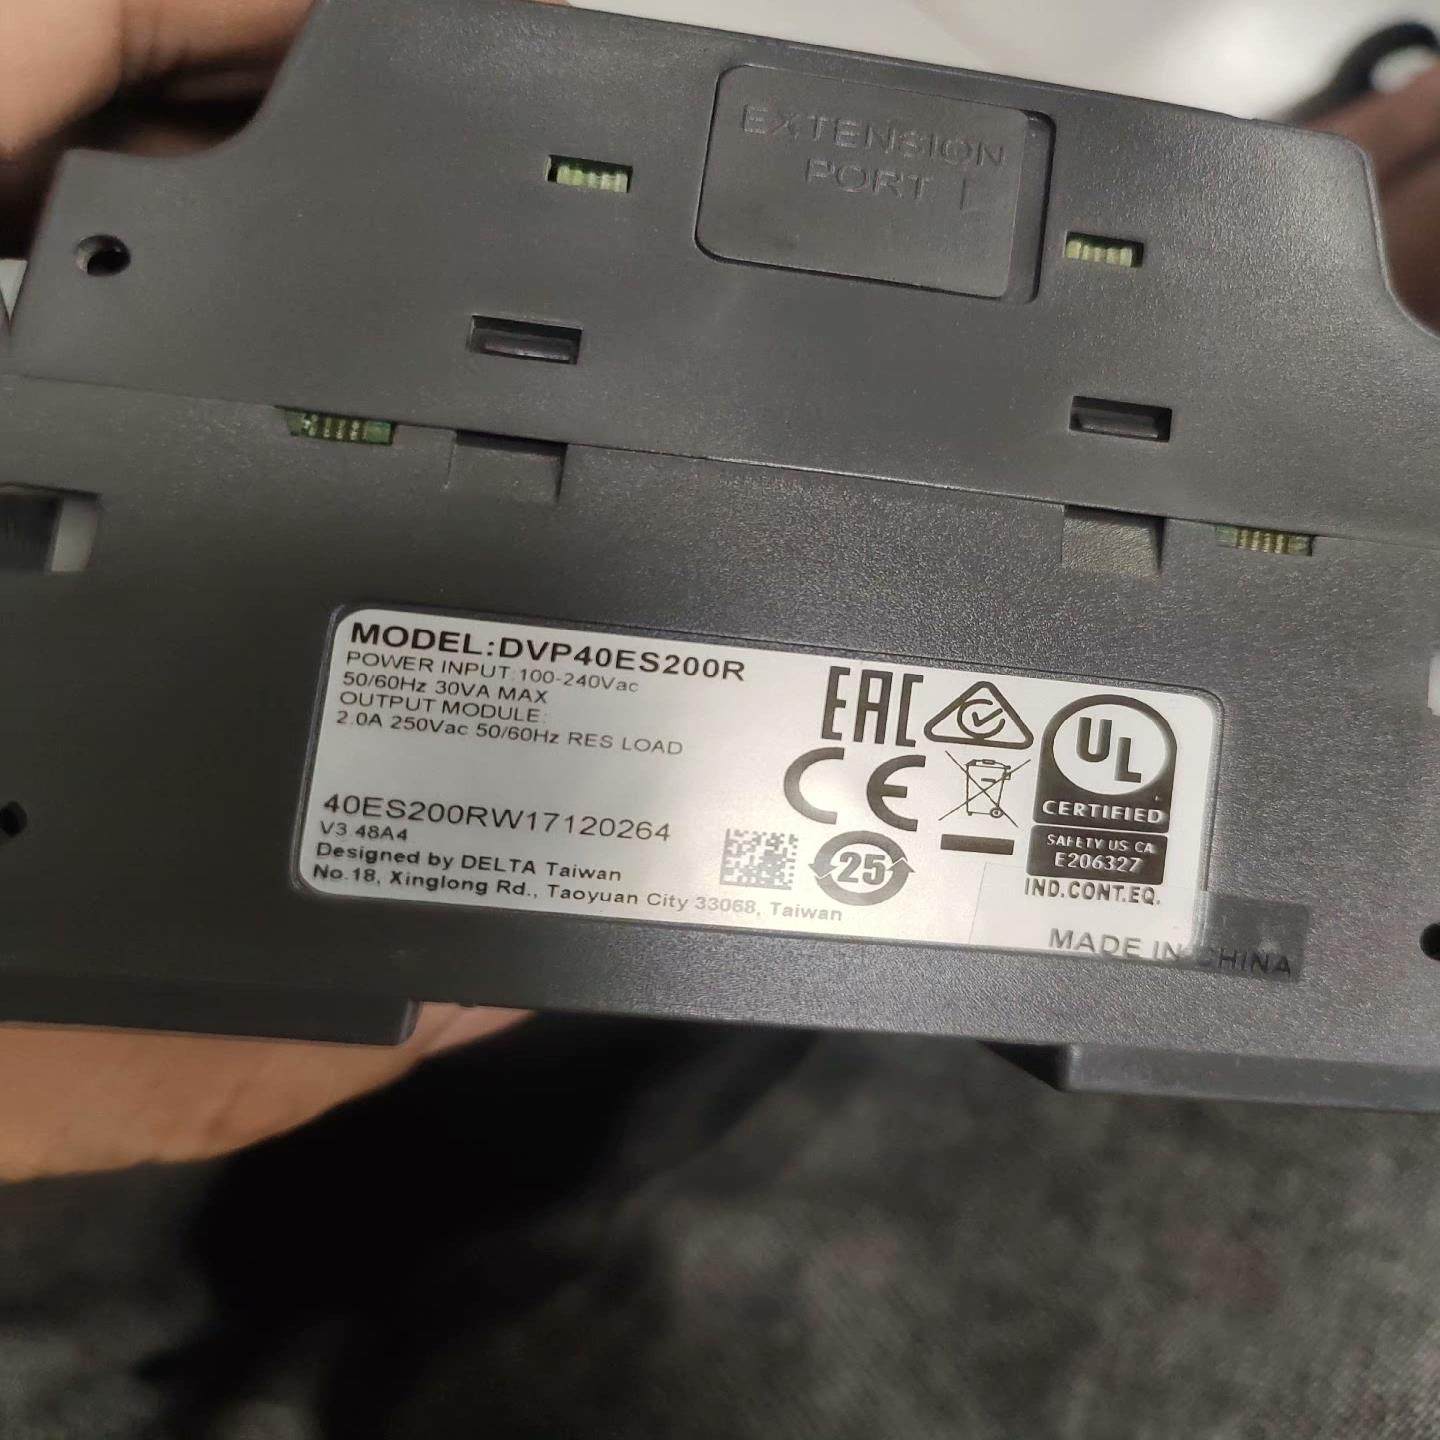 EXTENSION
PORT
MODEL:DVP40ES200R
POWER INPUT:100-240Vac
50/60Hz 30VA MAX
OUTPUT MODULE:
2.0A 250Vac 50/60Hz RES LOAD
40ES200RW17120264
V3.48A4
Designed by DELTA Taiwan
No.18, Xinglong Rd., Taoyuan City 33068, Taiwan
EAC
CE
25
UL
CERTIFIED
SAFETY US CA
E206327
IND.CONT.EQ.
MADE IN CHINA